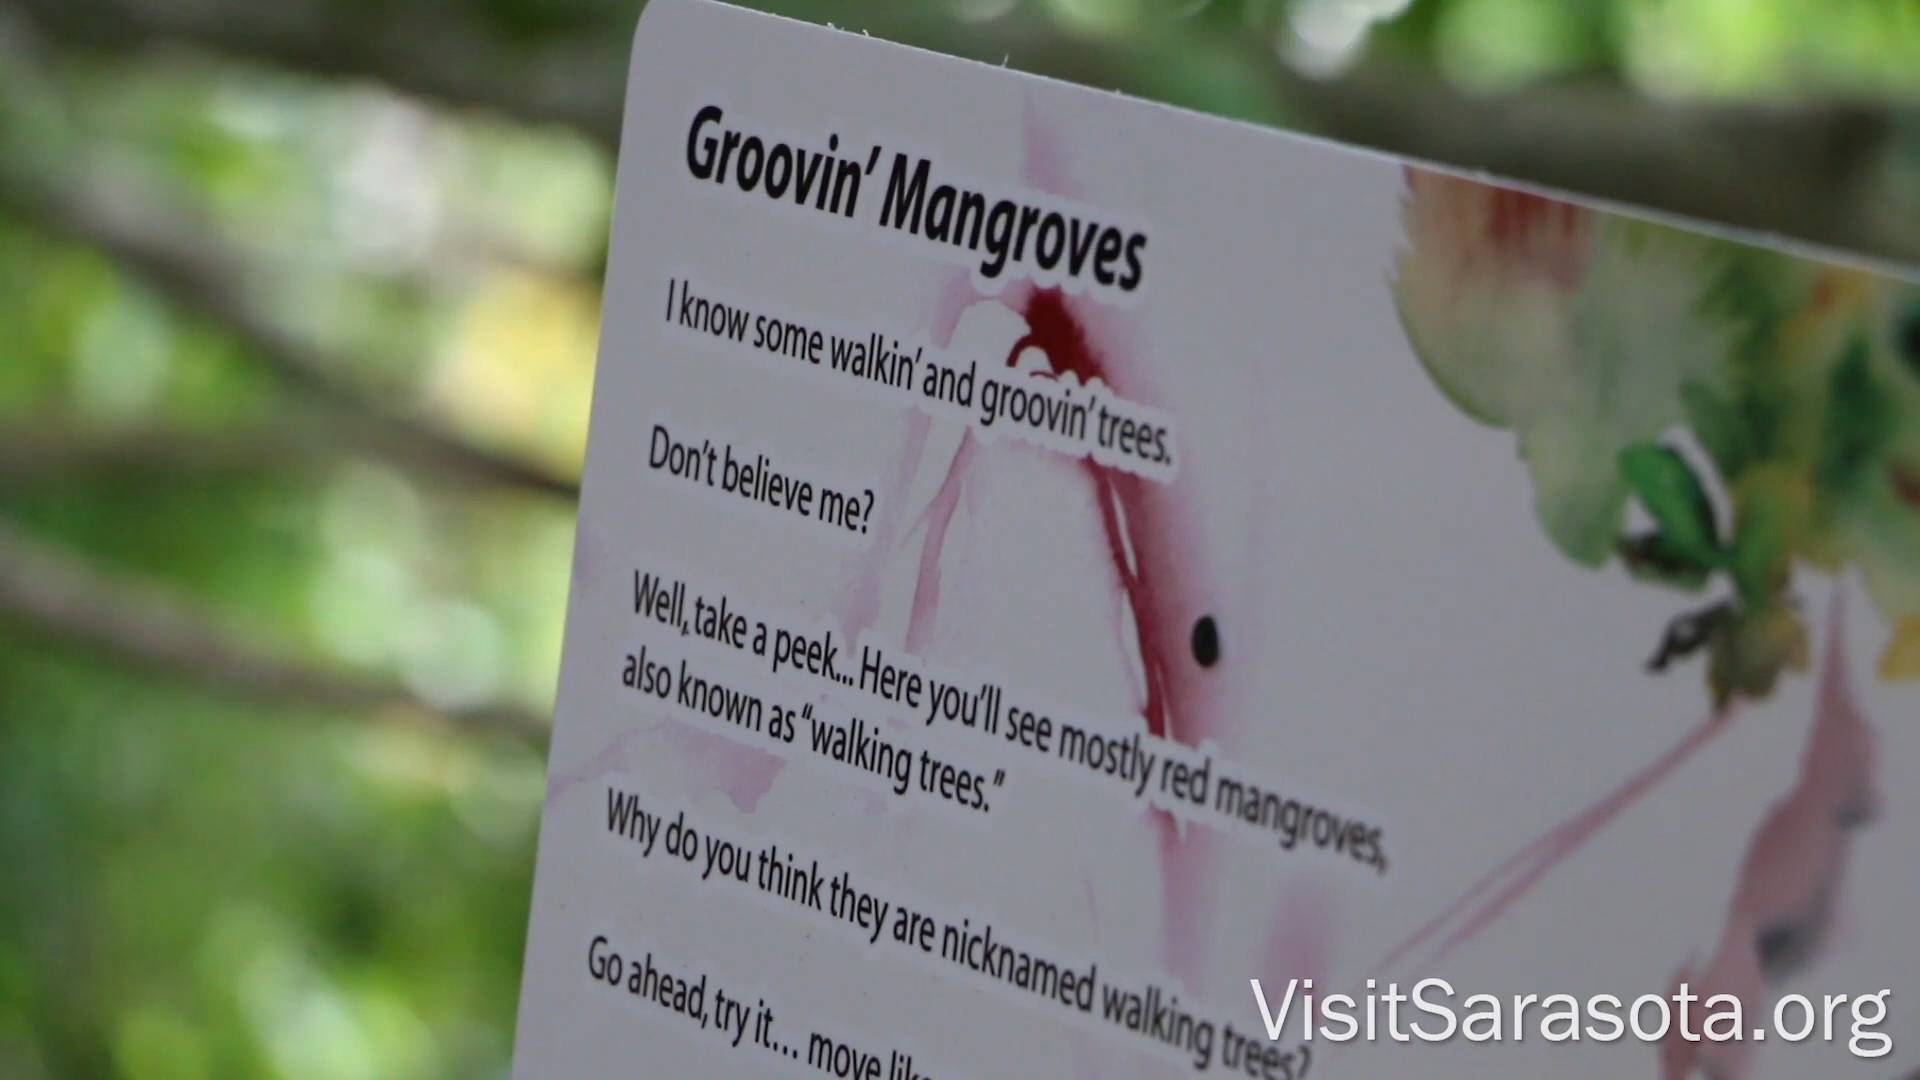 Groovin' Mangroves
I know some walkin' and groovin' trees.
Don't believe me?
Well, take a peek... Here you'll see mostly red mangroves,
also known as “walking trees.”
Why do you think they are nicknamed walking trees?
Go ahead, try it... move like
VisitSarasota.org